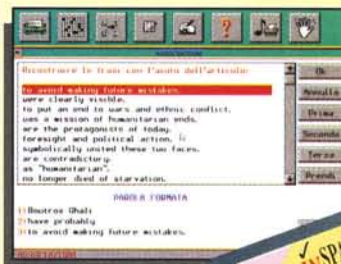 ?
ASSOCIAZIONI
Ricostruire le frasi con l'aiuto dell'articolo:
to avoid making future mistakes.
were clearly visible.
to put an end to wars and ethnic conflict.
was a mission of humanitarian ends.
are the protagonists of today.
foresight and political action.
symbolically united these two faces.
are contradictory.
as "humanitarian".
no longer died of starvation.
Ok
Annulla
Prima
Seconda
Terza
Prendi
PAROLA FORMATA
1) Boutros Ghali
2) have probably
3) to avoid making future mistakes.
ASSOCIAZIONI